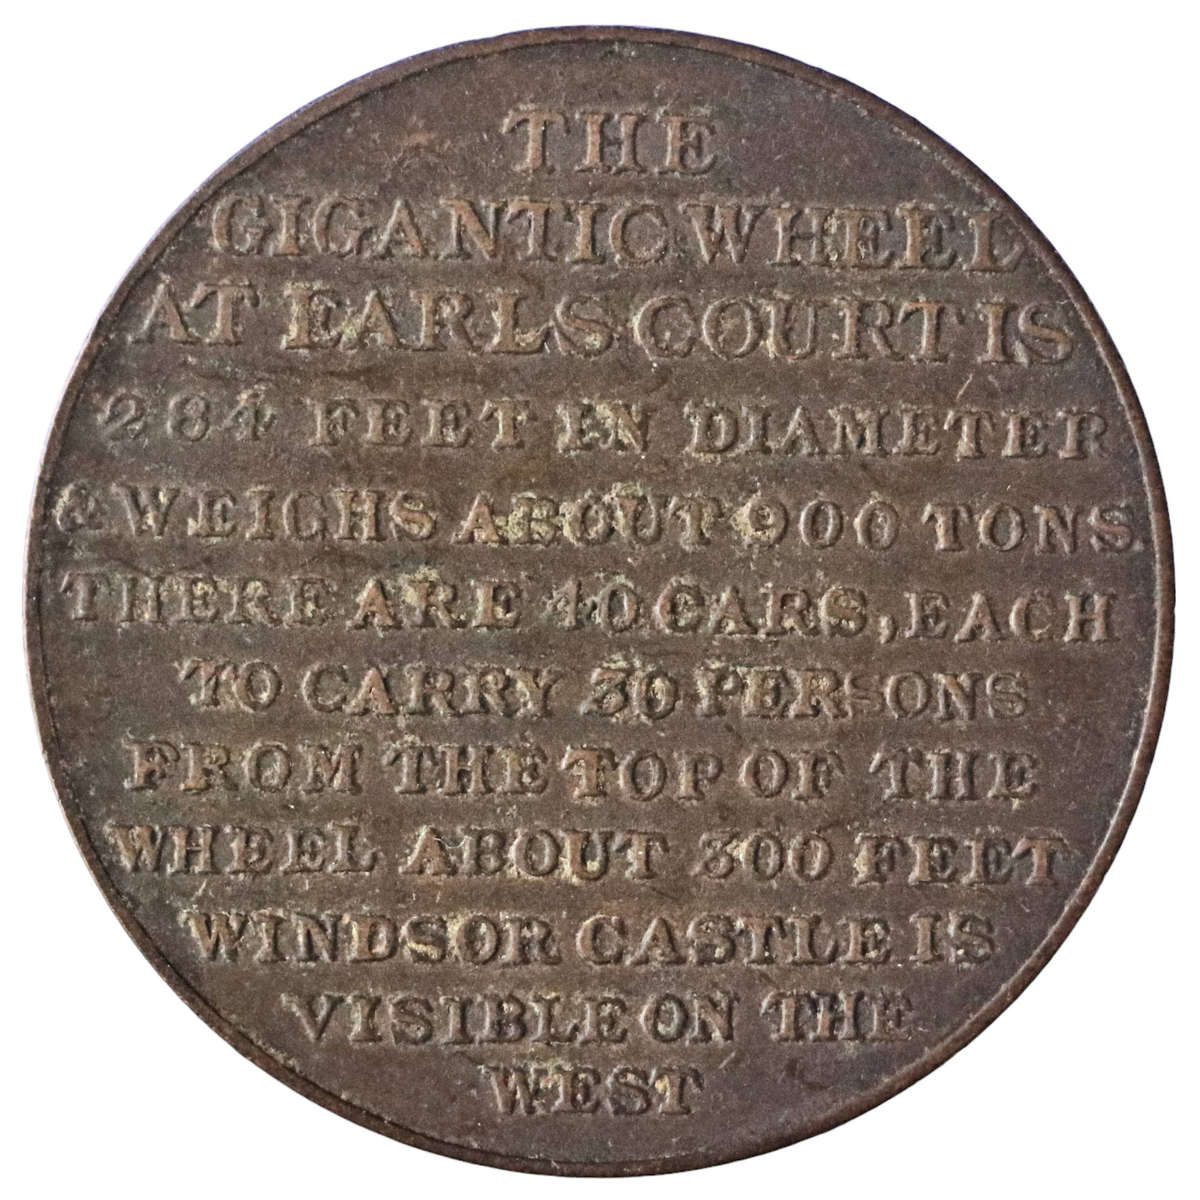 THE
GIGANTIC WHEEL
AT EARLS COURT IS
284 FEET IN DIAMETER
& WEIGHS ABOUT 900 TONS
THERE ARE 40 CARS, EACH
TO CARRY 30 PERSONS
FROM THE TOP OF THE
WHEEL ABOUT 300 FEET
WINDSOR CASTLE IS
VISIBLE ON THE
WEST